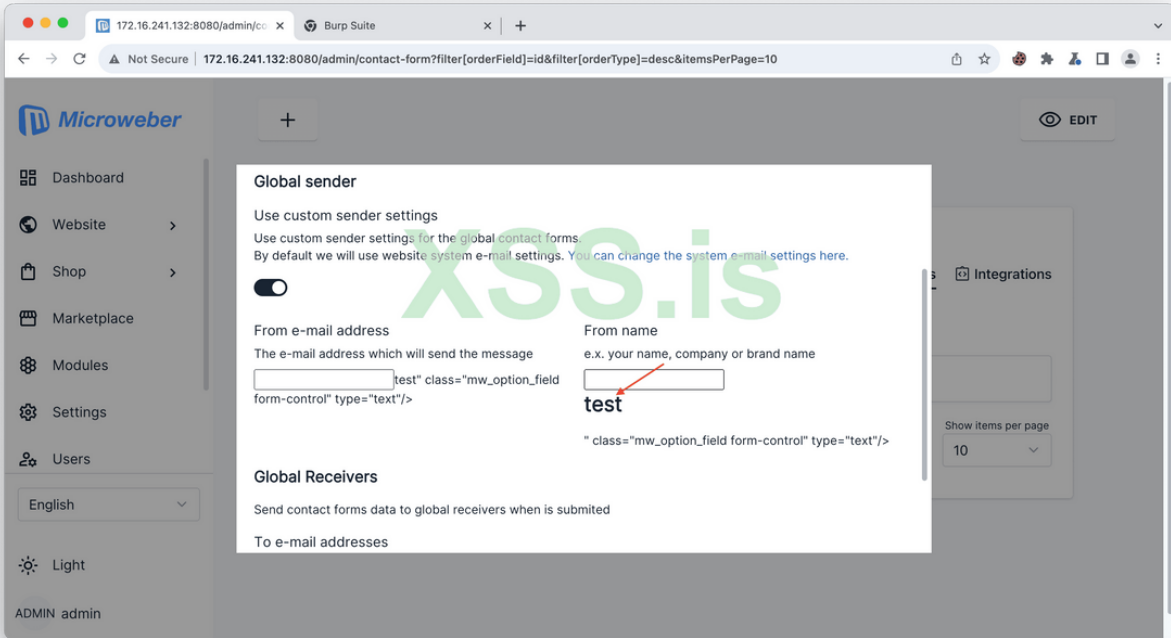 172.16.241.132:8080/admin/co
Burp Suite
Not Secure 172.16.241.132:8080/admin/contact-form?filter[orderField]=id&filter[orderType]=desc&itemsPerPage=10
Microweber
EDIT
Dashboard
Website
Shop
Marketplace
Modules
Settings
Users
English
Light
ADMIN admin
Global sender
Use custom sender settings
Use custom sender settings for the global contact forms.
By default we will use website system e-mail settings. You can change the system e-mail settings here.
XSS.is
From e-mail address
From name
The e-mail address which will send the message
e.x. your name, company or brand name
test" class="mw_option_field
form-control" type="text"/>
test
" class="mw_option_field form-control" type="text"/>
Global Receivers
Send contact forms data to global receivers when is submited
To e-mail addresses
s
Integrations
Show items per page
10